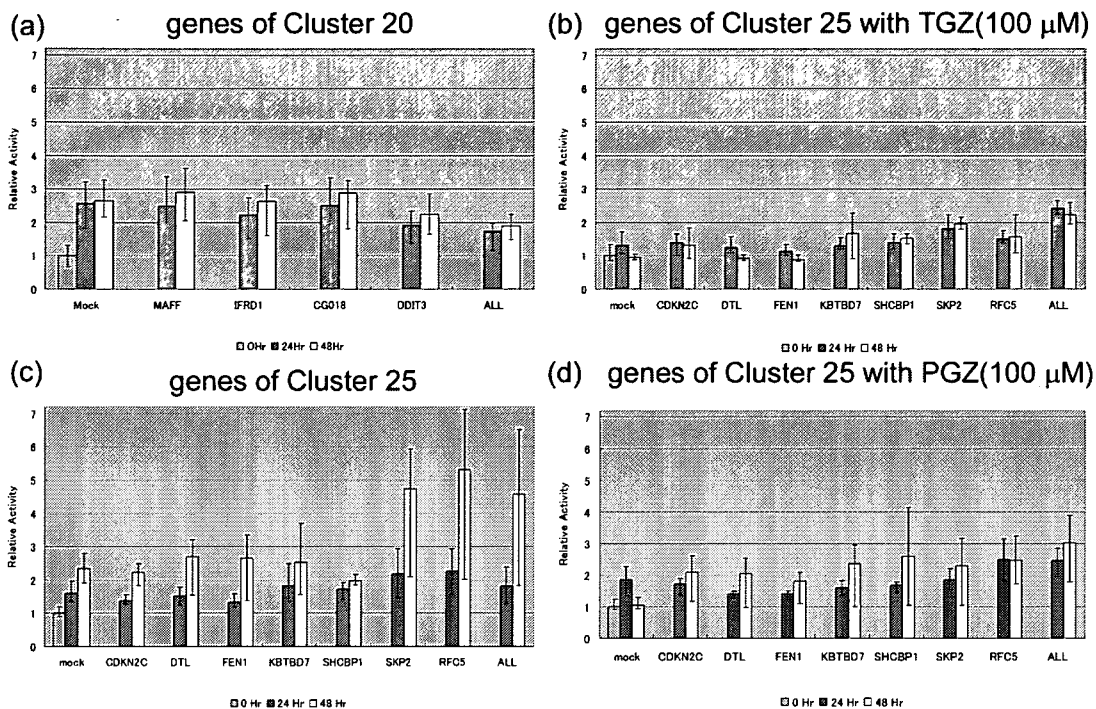 (a) genes of Cluster 20
7
6
5
4
3
2
1
0
Relative Activity
Mock MAFF IFRD1 CG018 DDIT3 ALL
0Hr 24Hr 48Hr
(b) genes of Cluster 25 with TGZ(100 μM)
7
6
5
4
3
2
1
0
Relative Activity
mock CDKN2C DTL FEN1 KBTBD7 SHCBP1 SKP2 RFC5 ALL
0 Hr 24 Hr 48 Hr
(c) genes of Cluster 25
7
6
5
4
3
2
1
0
Relative Activity
mock CDKN2C DTL FEN1 KBTBD7 SHCBP1 SKP2 RFC5 ALL
0 Hr 24 Hr 48 Hr
(d) genes of Cluster 25 with PGZ(100 μM)
7
6
5
4
3
2
1
0
Relative Activity
mock CDKN2C DTL FEN1 KBTBD7 SHCBP1 SKP2 RFC5 ALL
0 Hr 24 Hr 48 Hr